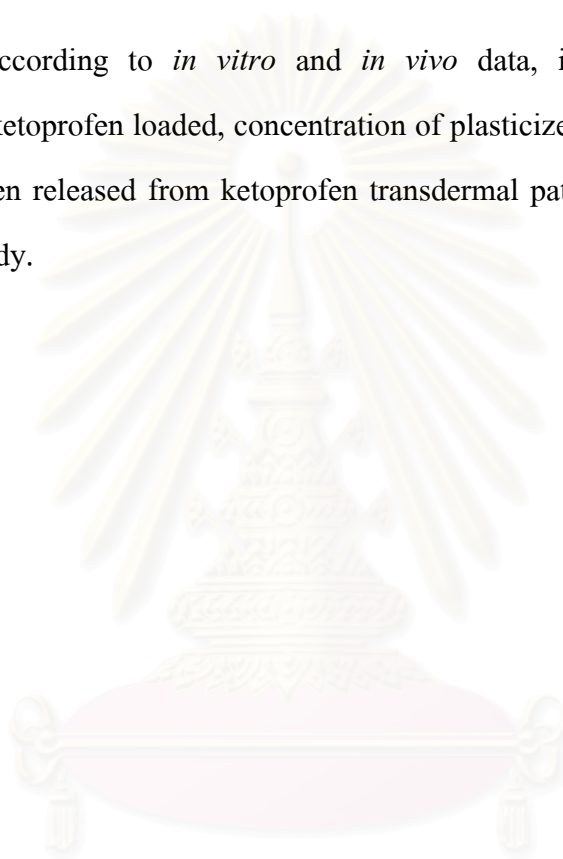 ccording to in vitro and in vivo data, i
ketoprofen loaded, concentration of plasticize
en released from ketoprofen transdermal pat
dy.